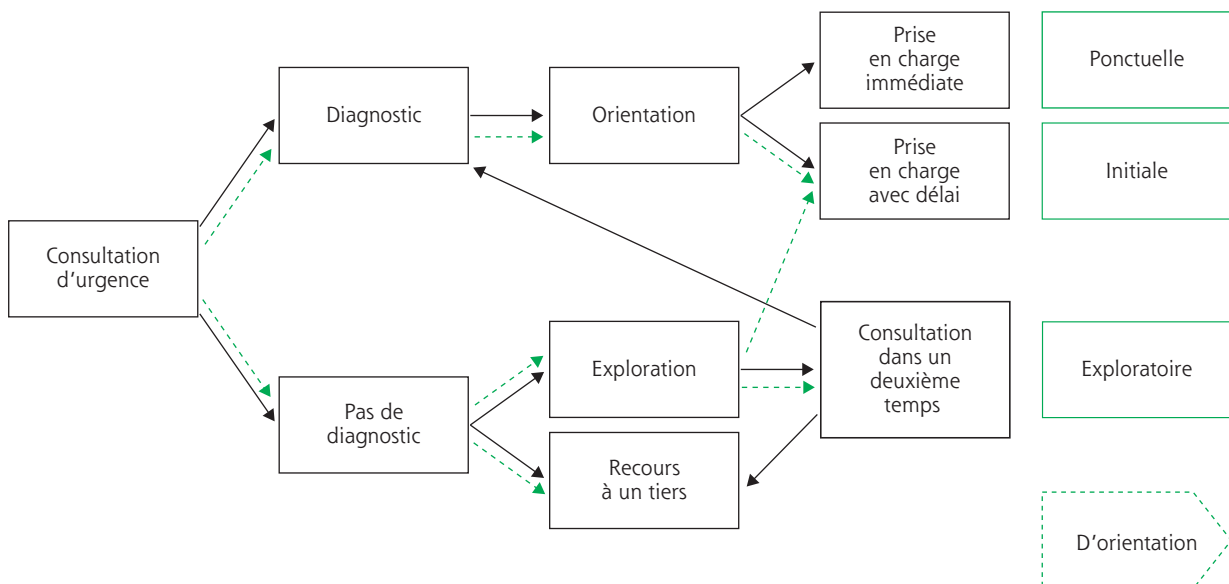 Prise
en charge
immédiate
Ponctuelle
Diagnostic
Orientation
Prise
en charge
avec délai
Initiale
Consultation
d'urgence
Exploration
Consultation
dans un
deuxième
temps
Exploratoire
Pas de
diagnostic
Recours
à un tiers
D'orientation